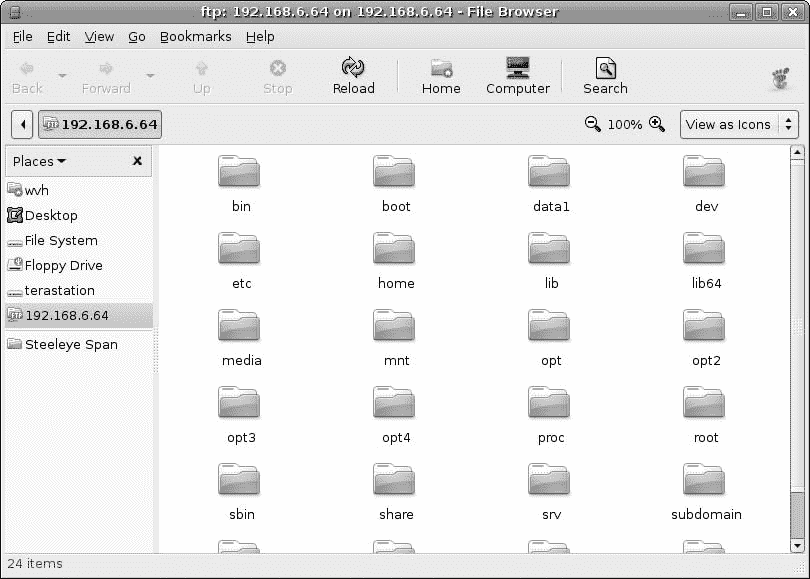 ftp: 192.168.6.64 on 192.168.6.64 - File Browser
File Edit View Go Bookmarks Help
Back Forward Up Stop Reload Home Computer Search
192.168.6.64 100% View as Icons
Places
wvh
Desktop
File System
Floppy Drive
terastation
192.168.6.64
Steeleye Span
bin boot data1 dev
etc home lib lib64
media mnt opt opt2
opt3 opt4 proc root
sbin share srv subdomain
24 items